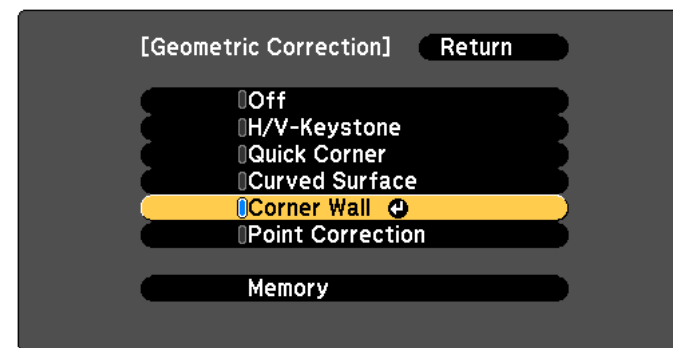 [Geometric Correction] Return
Off
H/V-Keystone
Quick Corner
Curved Surface
Corner Wall
Point Correction
Memory